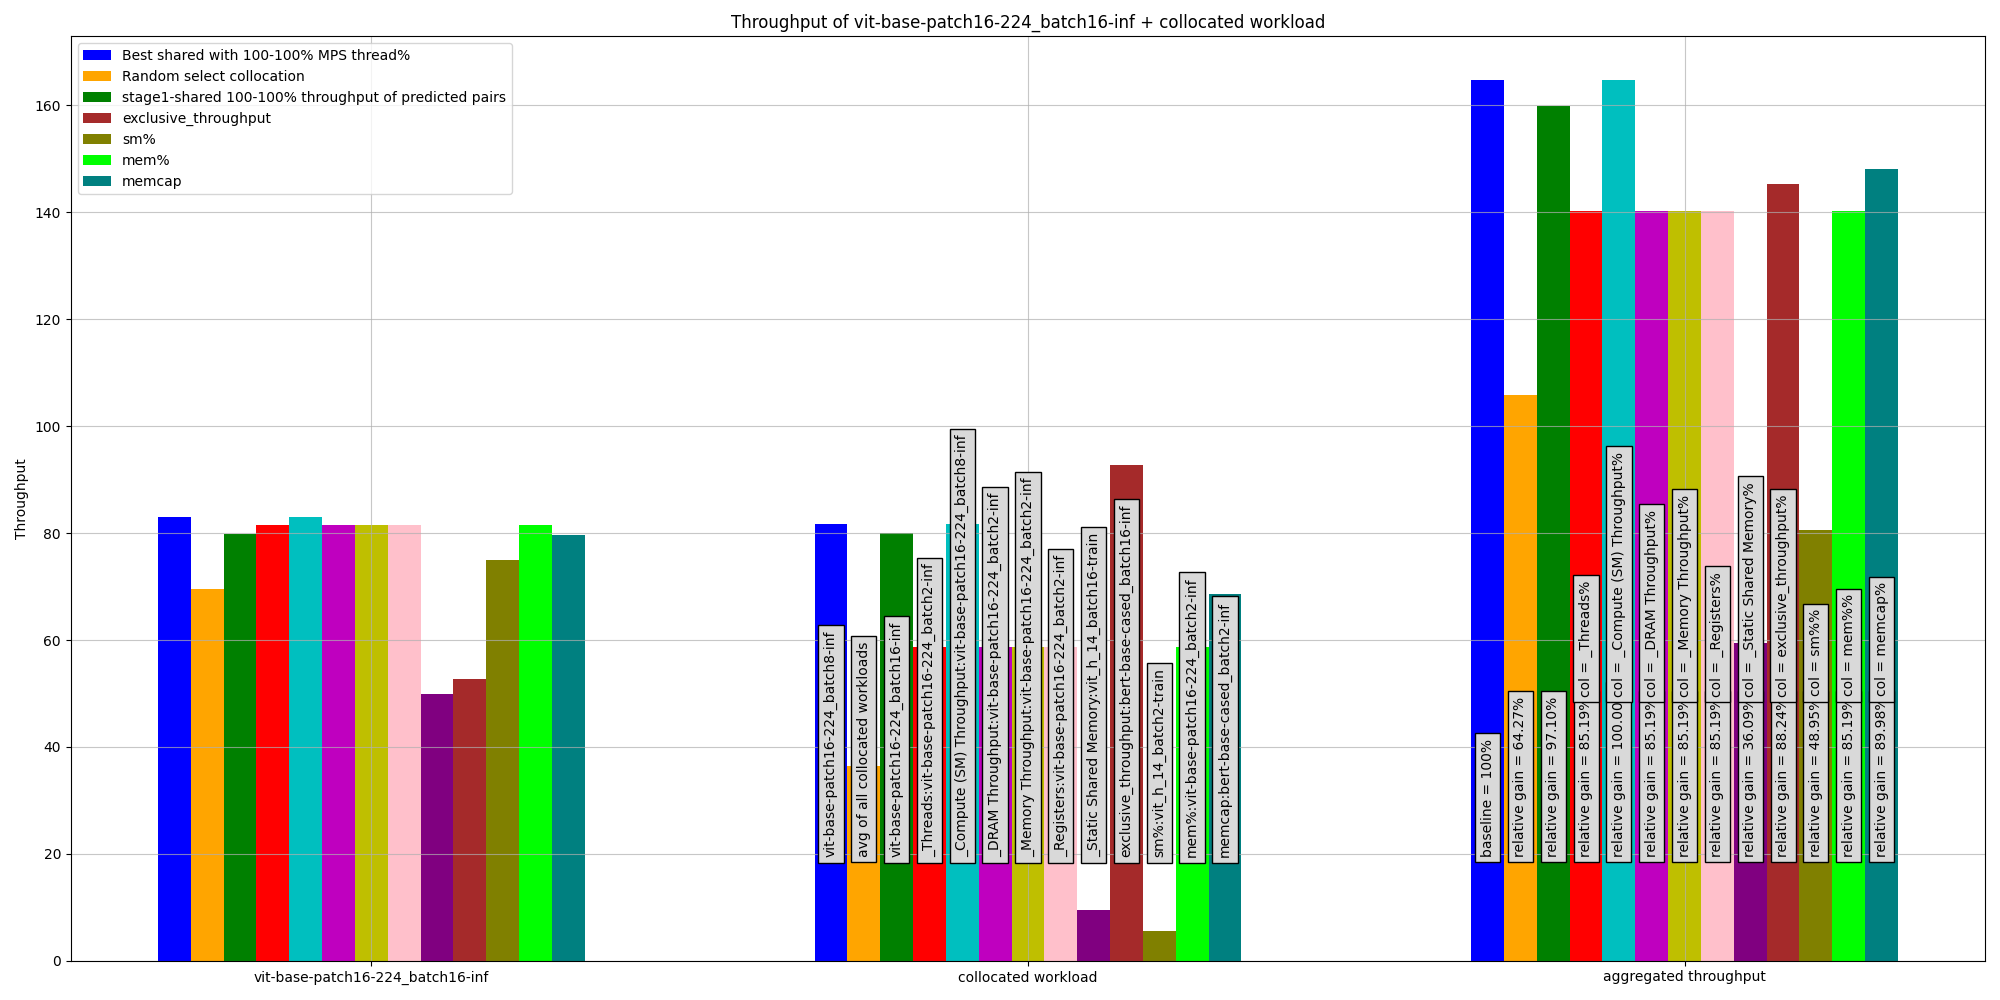 Throughput of vit-base-patch16-224_batch16-inf + collocated workload
Best shared with 100-100% MPS thread%
Random select collocation
stage1-shared 100-100% throughput of predicted pairs
exclusive_throughput
sm%
mem%
memcap
Throughput
160
140
120
100
80
60
40
20
0
vit-base-patch16-224_batch8-inf
avg of all collocated workloads
vit-base-patch16-224_batch16-inf
_Threads:vit-base-patch16-224_batch2-inf
_Compute (SM) Throughput:vit-base-patch16-224_batch8-inf
_DRAM Throughput:vit-base-patch16-224_batch2-inf
_Memory Throughput:vit-base-patch16-224_batch2-inf
_Registers:vit-base-patch16-224_batch2-inf
_Static Shared Memory:vit_h_14_batch16-train
exclusive_throughput:bert-base-cased_batch16-inf
sm%:vit_h_14_batch2-train
mem%:vit-base-patch16-224_batch2-inf
memcap:bert-base-cased_batch2-inf
baseline = 100%
relative gain = 64.27%
relative gain = 97.10%
relative gain = 85.19%
col = _Threads%
relative gain = 100.00
col = _Compute (SM) Throughput%
relative gain = 85.19%
col = _DRAM Throughput%
relative gain = 85.19%
col = _Memory Throughput%
relative gain = 85.19%
col = _Registers%
relative gain = 36.09%
col = _Static Shared Memory%
relative gain = 88.24%
col = exclusive_throughput%
relative gain = 48.95%
col = sm%%
relative gain = 85.19%
col = mem%%
relative gain = 89.98%
col = memcap%
vit-base-patch16-224_batch16-inf
collocated workload
aggregated throughput